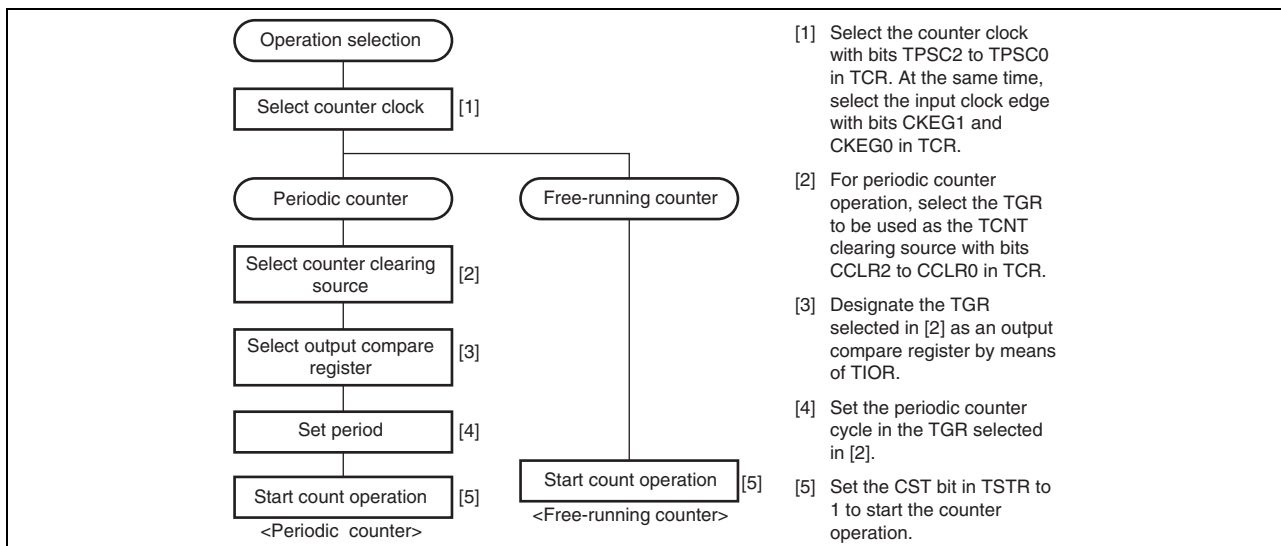 Operation selection
Select counter clock
[1]
Periodic counter
Free-running counter
Select counter clearing
source
[2]
Select output compare
register
[3]
Set period
[4]
Start count operation
[5]
<Periodic counter>
Start count operation
[5]
<Free-running counter>
[1] Select the counter clock
with bits TPSC2 to TPSC0
in TCR. At the same time,
select the input clock edge
with bits CKEG1 and
CKEG0 in TCR.
[2] For periodic counter
operation, select the TGR
to be used as the TCNT
clearing source with bits
CCLR2 to CCLR0 in TCR.
[3] Designate the TGR
selected in [2] as an output
compare register by means
of TIOR.
[4] Set the periodic counter
cycle in the TGR selected
in [2].
[5] Set the CST bit in TSTR to
1 to start the counter
operation.